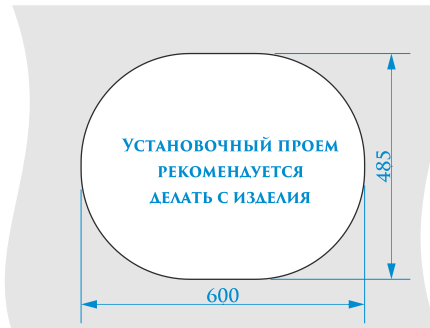 Установочный проем
рекомендуется
делать с изделия
485
600